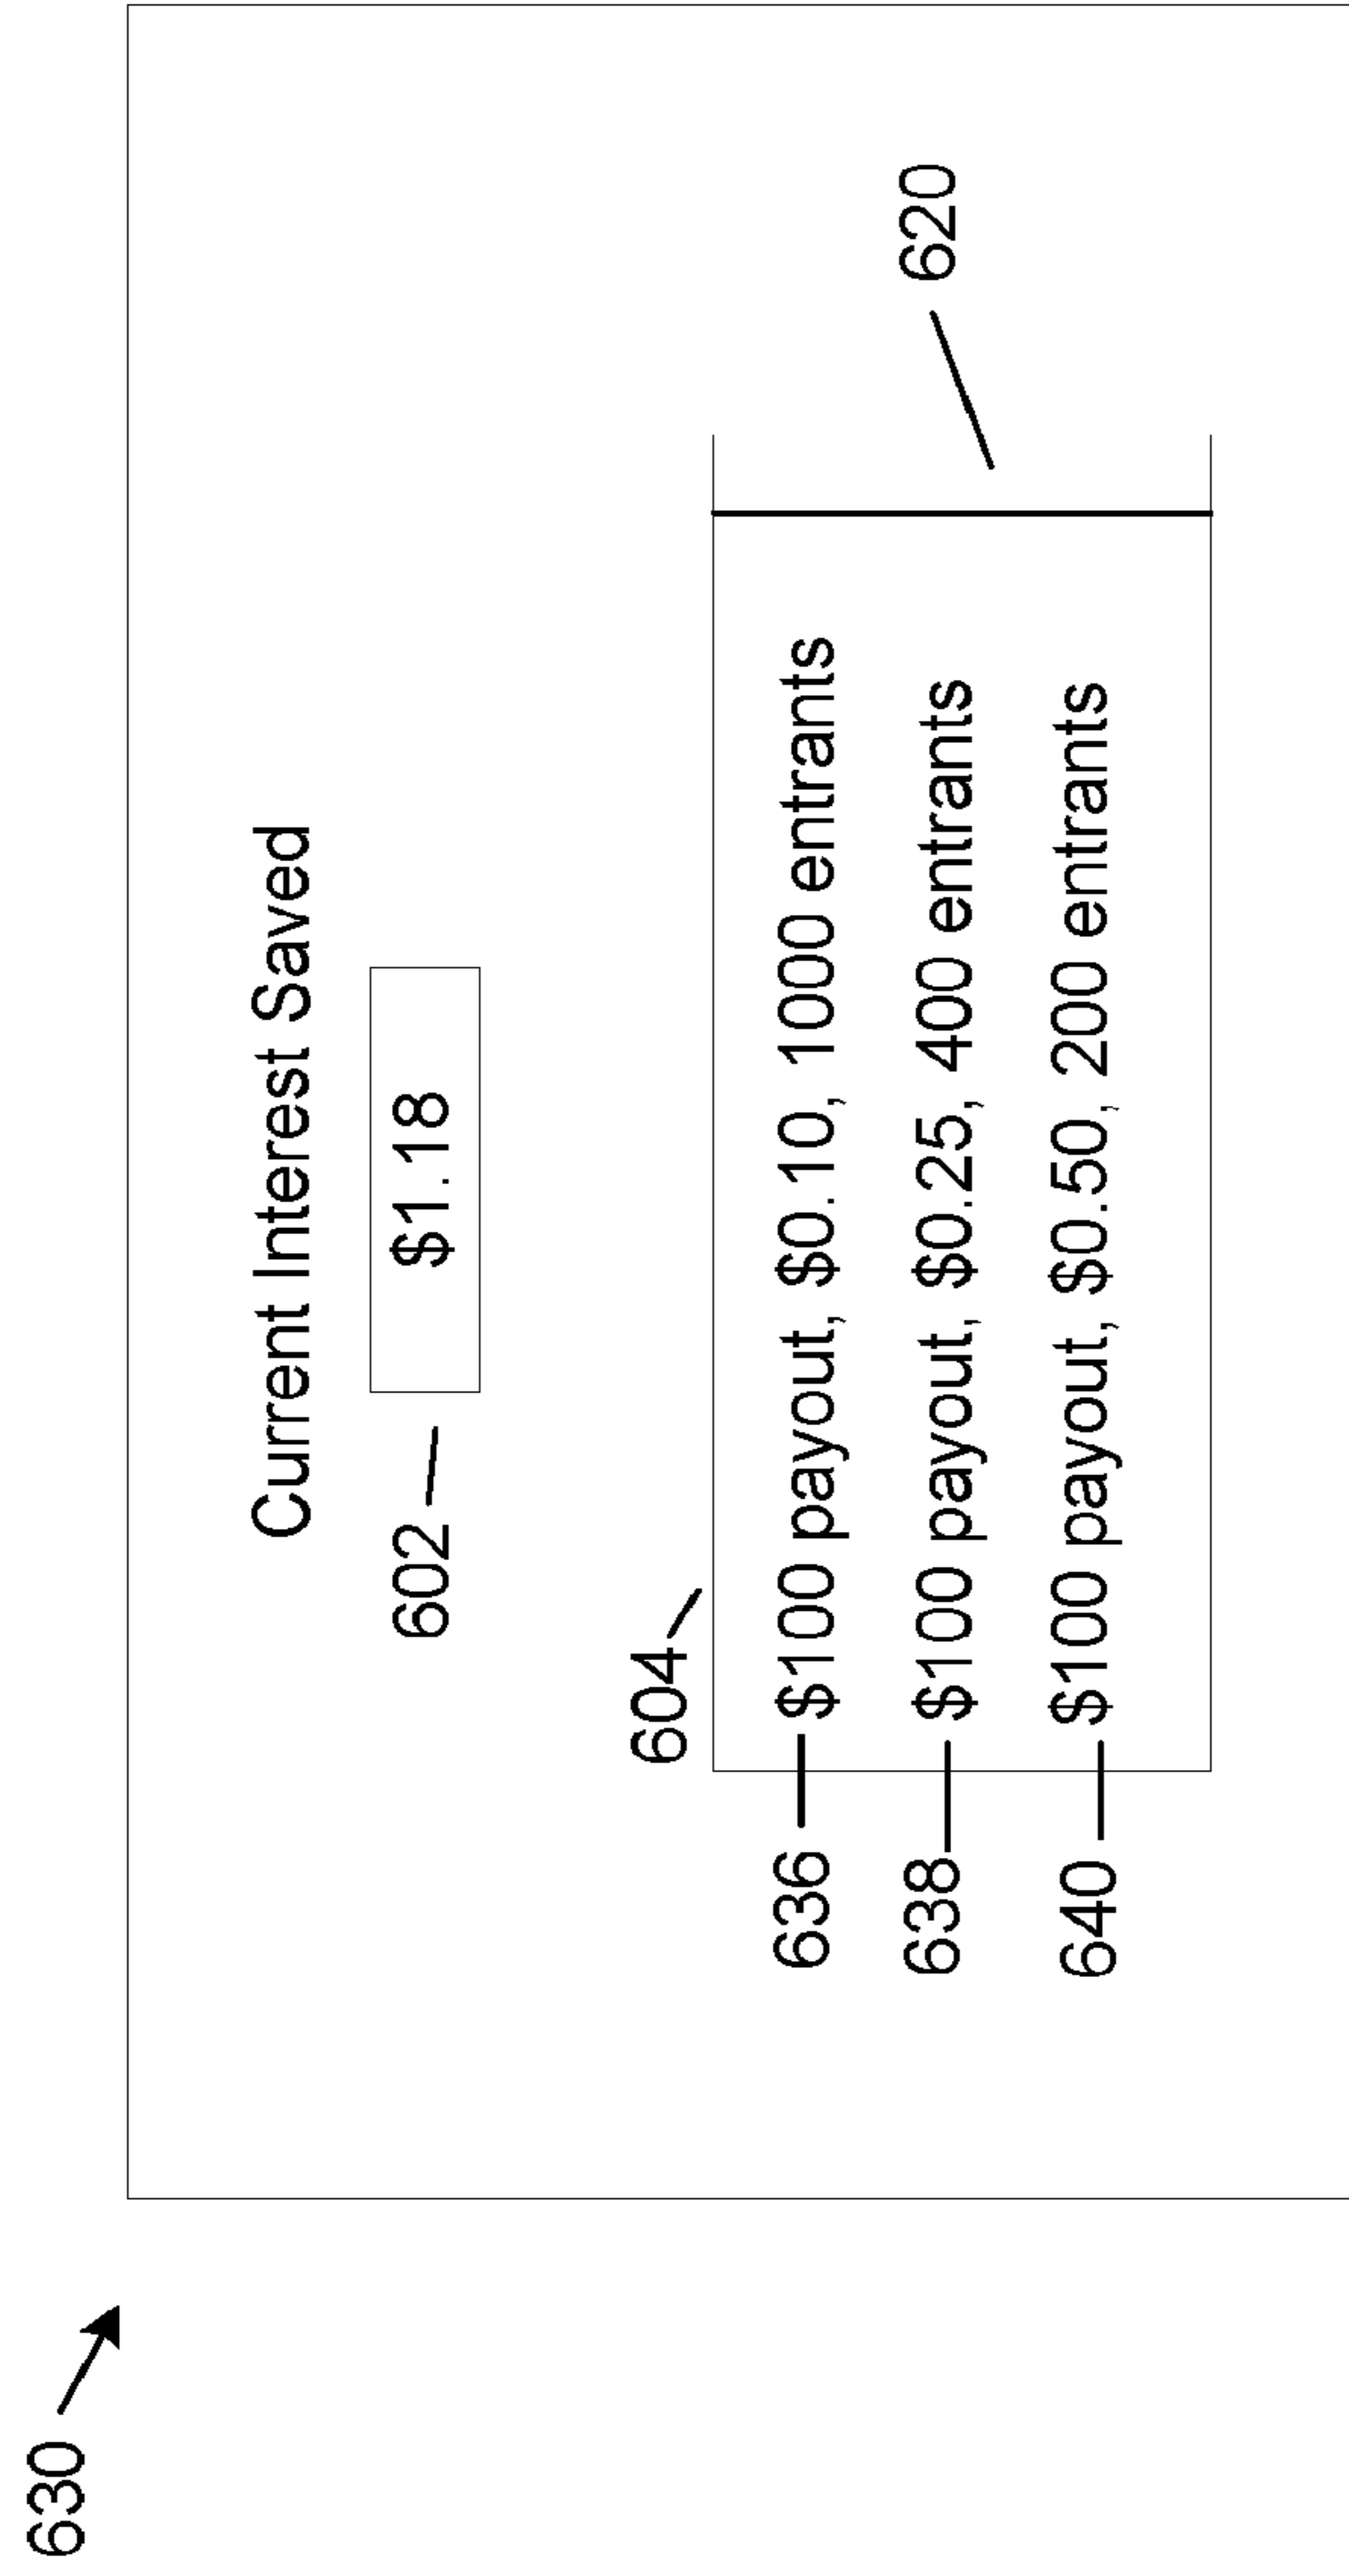 630
Current Interest Saved
602
$1.18
604
636 $100 payout, $0.10, 1000 entrants
638 $100 payout, $0.25, 400 entrants
620
640 $100 payout, $0.50, 200 entrants